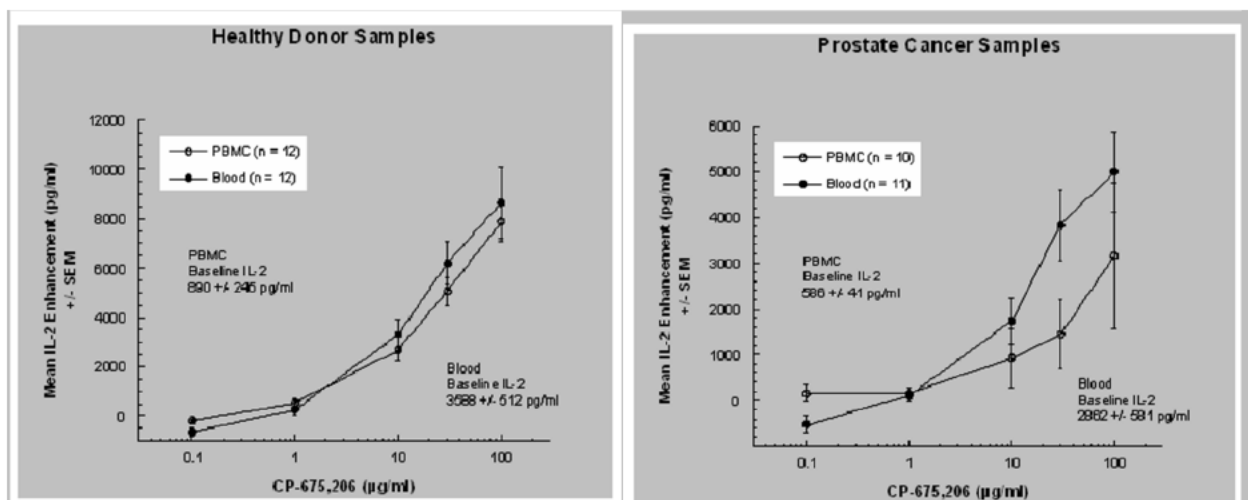 Healthy Donor Samples
12000
10000
8000
6000
4000
2000
0
Mean IL-2 Enhancement (pg/ml)
+/- SEM
PBMC (n = 12)
Blood (n = 12)
PBMC
Baseline IL-2
890 +/- 245 pg/ml
Blood
Baseline IL-2
3588 +/- 512 pg/ml
0.1
1
10
100
CP-675,206 (µg/ml)
Prostate Cancer Samples
6000
5000
4000
3000
2000
1000
0
Mean IL-2 Enhancement (pg/ml)
+/- SEM
PBMC (n = 10)
Blood (n = 11)
PBMC
Baseline IL-2
586 +/- 41 pg/ml
Blood
Baseline IL-2
2862 +/- 581 pg/ml
0.1
1
10
100
CP-675,206 (µg/ml)